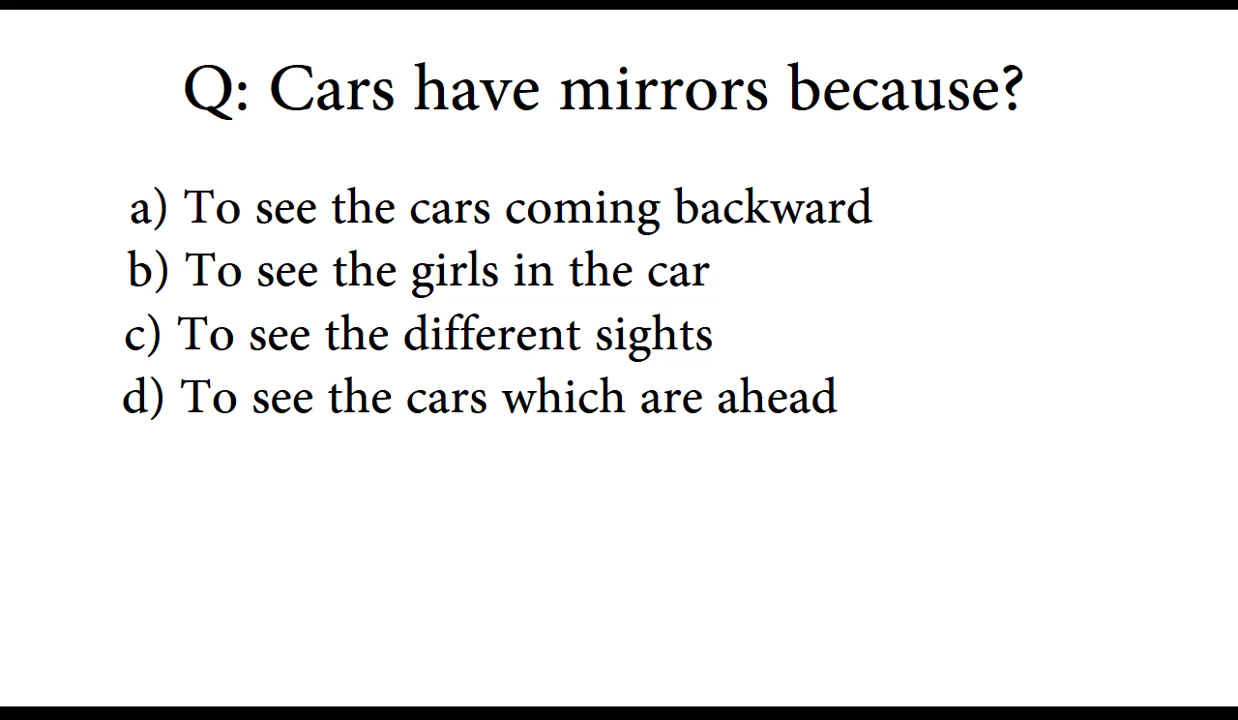 Q: Cars have mirrors because?
a) To see the cars coming backward
b) To see the girls in the car
c) To see the different sights
d) To see the cars which are ahead